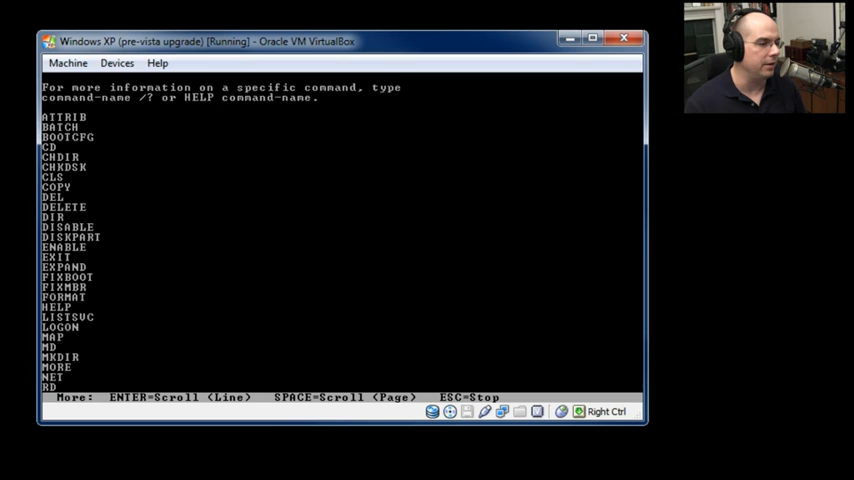 Windows XP (pre-vista upgrade) [Running] - Oracle VM VirtualBox
Machine Devices Help
For more information on a specific command, type
command-name /? or HELP command-name.
ATTRIB
BATCH
BOOTCFG
CD
CHDIR
CHKDSK
CLS
COPY
DEL
DELETE
DIR
DISABLE
DISKPART
ENABLE
EXIT
EXPAND
FIXBOOT
FIXMBR
FORMAT
HELP
LISTSVC
LOGON
MAP
MD
MKDIR
MORE
NET
RD
More: ENTER=Scroll (Line) SPACE=Scroll (Page) ESC=Stop
Right Ctrl